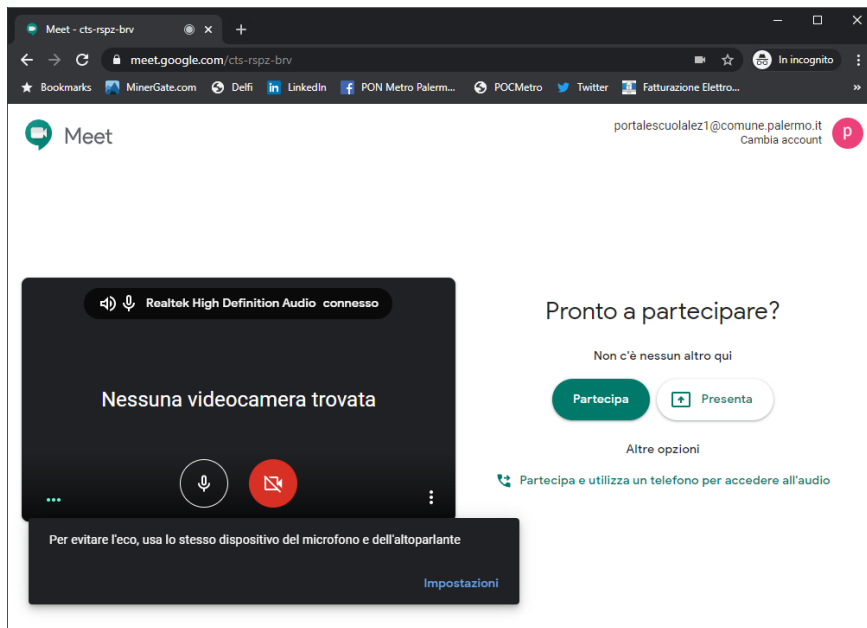 Meet - cts-rspz-brv
meet.google.com/cts-rspz-brv
In incognito
Bookmarks MinerGate.com Delfi LinkedIn PON Metro Palerm... POCMetro Twitter Fatturazione Elettro... »
Meet
portalescuolalez1@comune.palermo.it
Cambia account
p
Realtek High Definition Audio connesso
Nessuna videocamera trovata
Pronto a partecipare?
Non c'è nessun altro qui
Partecipa Presenta
Altre opzioni
Partecipa e utilizza un telefono per accedere all'audio
Per evitare l'eco, usa lo stesso dispositivo del microfono e dell'altoparlante
Impostazioni